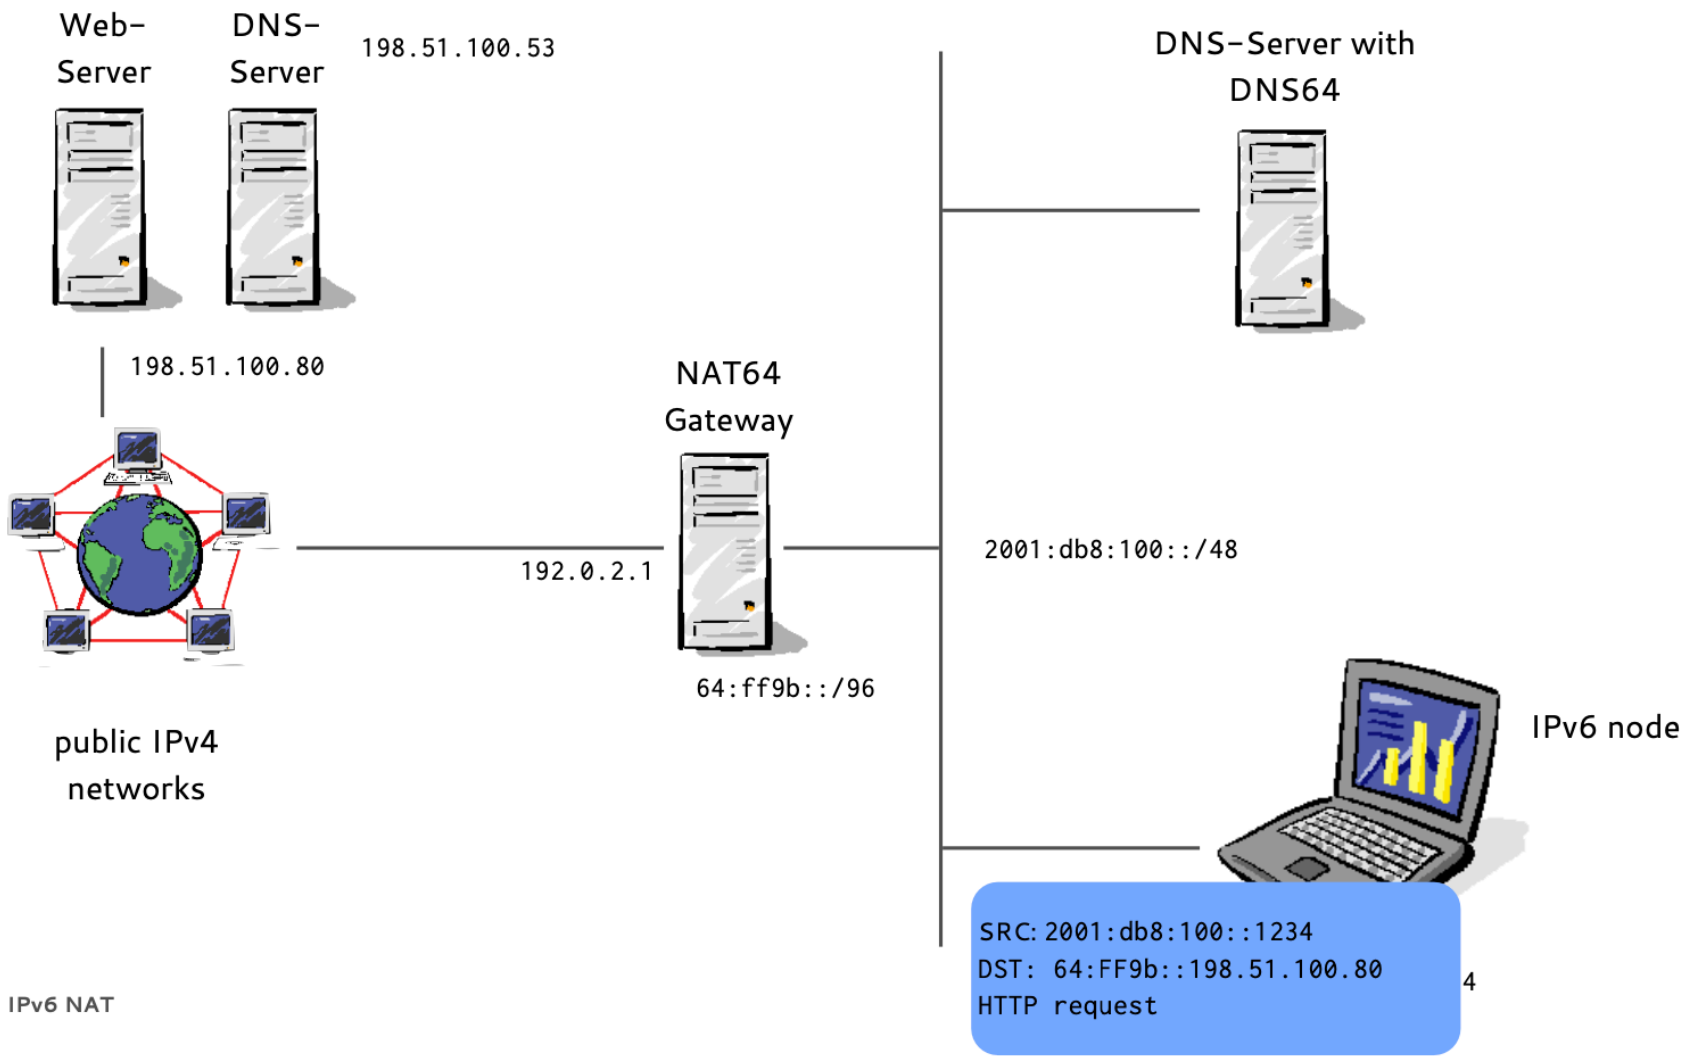 Web-
Server
DNS-
Server
198.51.100.53
DNS-Server with
DNS64
198.51.100.80
NAT64
Gateway
192.0.2.1
2001:db8:100::/48
64:ff9b::/96
public IPv4
networks
IPv6 node
SRC: 2001:db8:100::1234
DST: 64:FF9b::198.51.100.80
HTTP request
4
IPv6 NAT